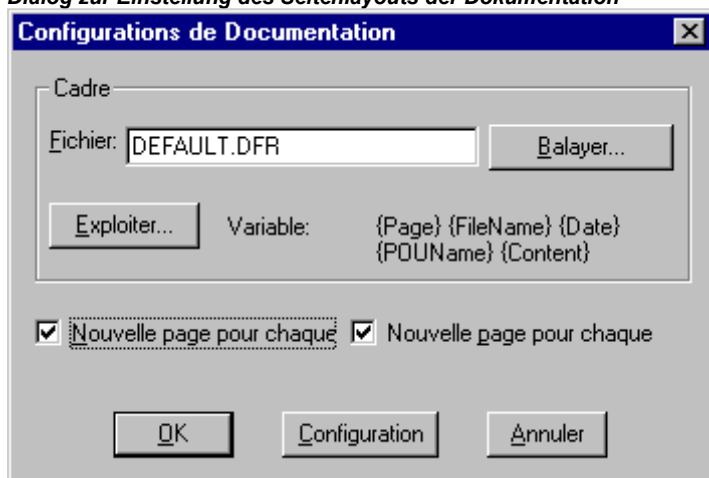 Dialog zur Einstellung des Seitenlayouts der Dokumentation
Configurations de Documentation
Cadre
Fichier: DEFAULT.DFR Balayer...
Exploiter... Variable: {Page} {FileName} {Date}
{POUName} {Content}
Nouvelle page pour chaque Nouvelle page pour chaque
OK Configuration Annuler